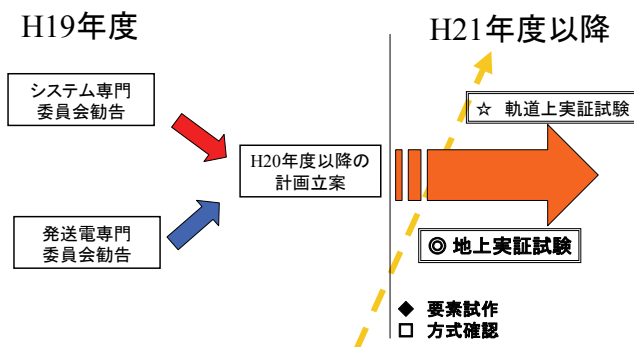 H19年度
H21年度以降
システム専門
委員会勧告
☆ 軌道上実証試験
H20年度以降の
計画立案
発送電専門
委員会勧告
◎ 地上実証試験
◆ 要素試作
□ 方式確認